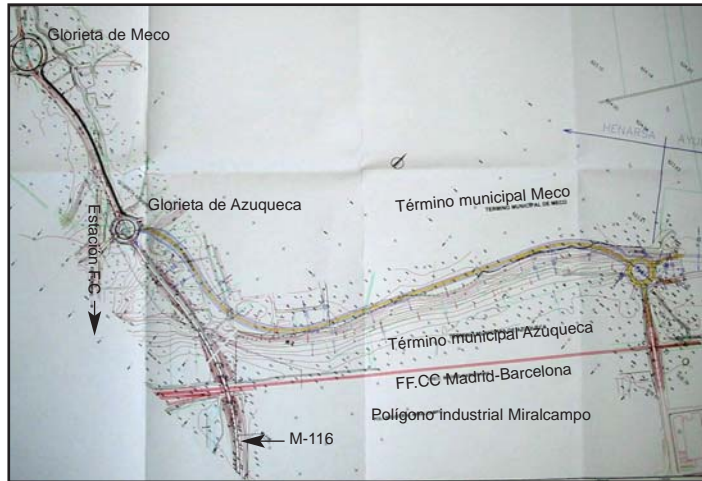 Glorieta de Meco
HENARSA
Glorieta de Azuqueca
Término municipal Meco
TERMINO MUNICIPAL DE MECO
Estación F.C
Término municipal Azuqueca
FF.CC Madrid-Barcelona
Polígono industrial Miralcampo
M-116